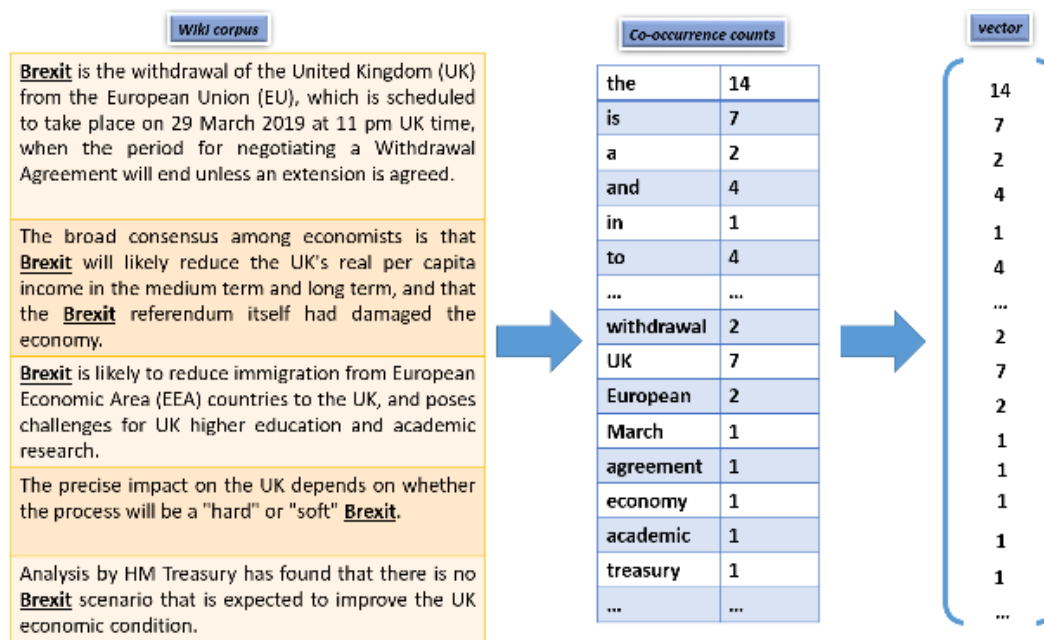 Wiki corpus
Brexit is the withdrawal of the United Kingdom (UK)
from the European Union (EU), which is scheduled
to take place on 29 March 2019 at 11 pm UK time,
when the period for negotiating a Withdrawal
Agreement will end unless an extension is agreed.
The broad consensus among economists is that
Brexit will likely reduce the UK's real per capita
income in the medium term and long term, and that
the Brexit referendum itself had damaged the
economy.
Brexit is likely to reduce immigration from European
Economic Area (EEA) countries to the UK, and poses
challenges for UK higher education and academic
research.
The precise impact on the UK depends on whether
the process will be a "hard" or "soft" Brexit.
Analysis by HM Treasury has found that there is no
Brexit scenario that is expected to improve the UK
economic condition.
Co-occurrence counts
the 14
is 7
a 2
and 4
in 1
to 4
... ...
withdrawal 2
UK 7
European 2
March 1
agreement 1
economy 1
academic 1
treasury 1
... ...
vector
14
7
2
4
1
4
...
2
7
2
1
1
1
1
1
...